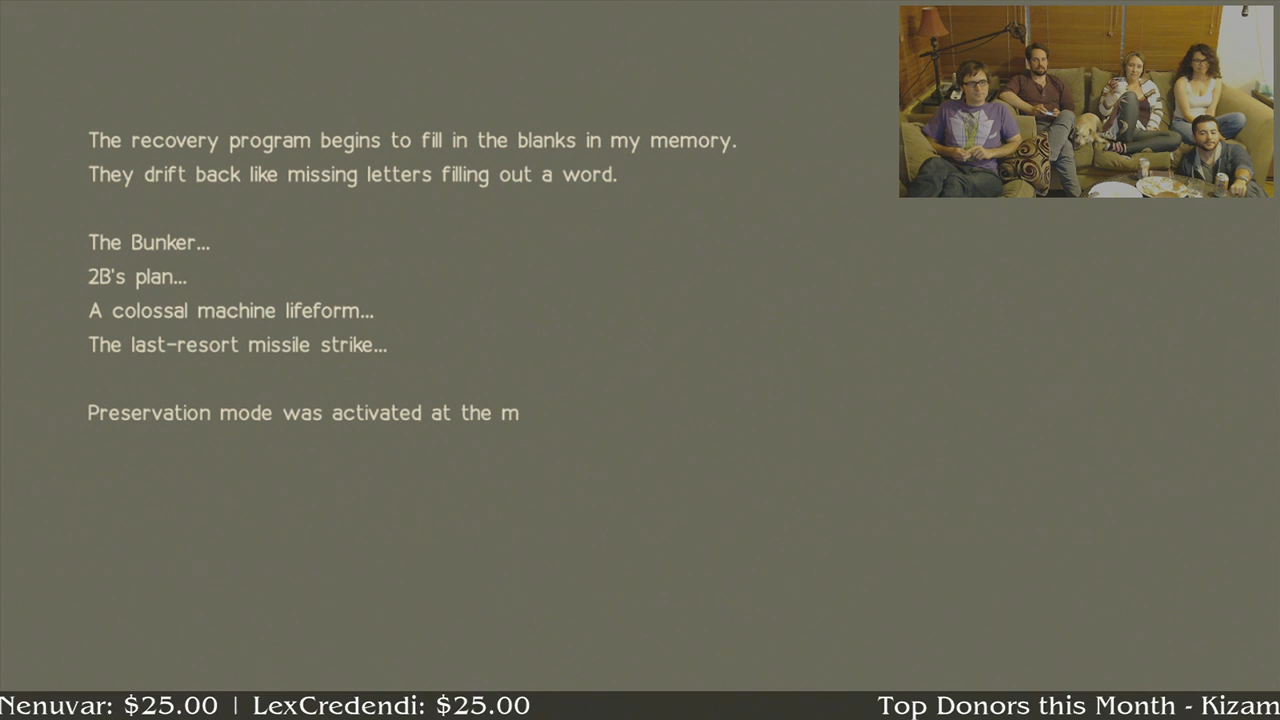 The recovery program begins to fill in the blanks in my memory.
They drift back like missing letters filling out a word.
The Bunker...
2B's plan...
A colossal machine lifeform...
The last-resort missile strike...
Preservation mode was activated at the m
Nenuvar: $25.00 | LexCredendi: $25.00
Top Donors this Month - Kizam